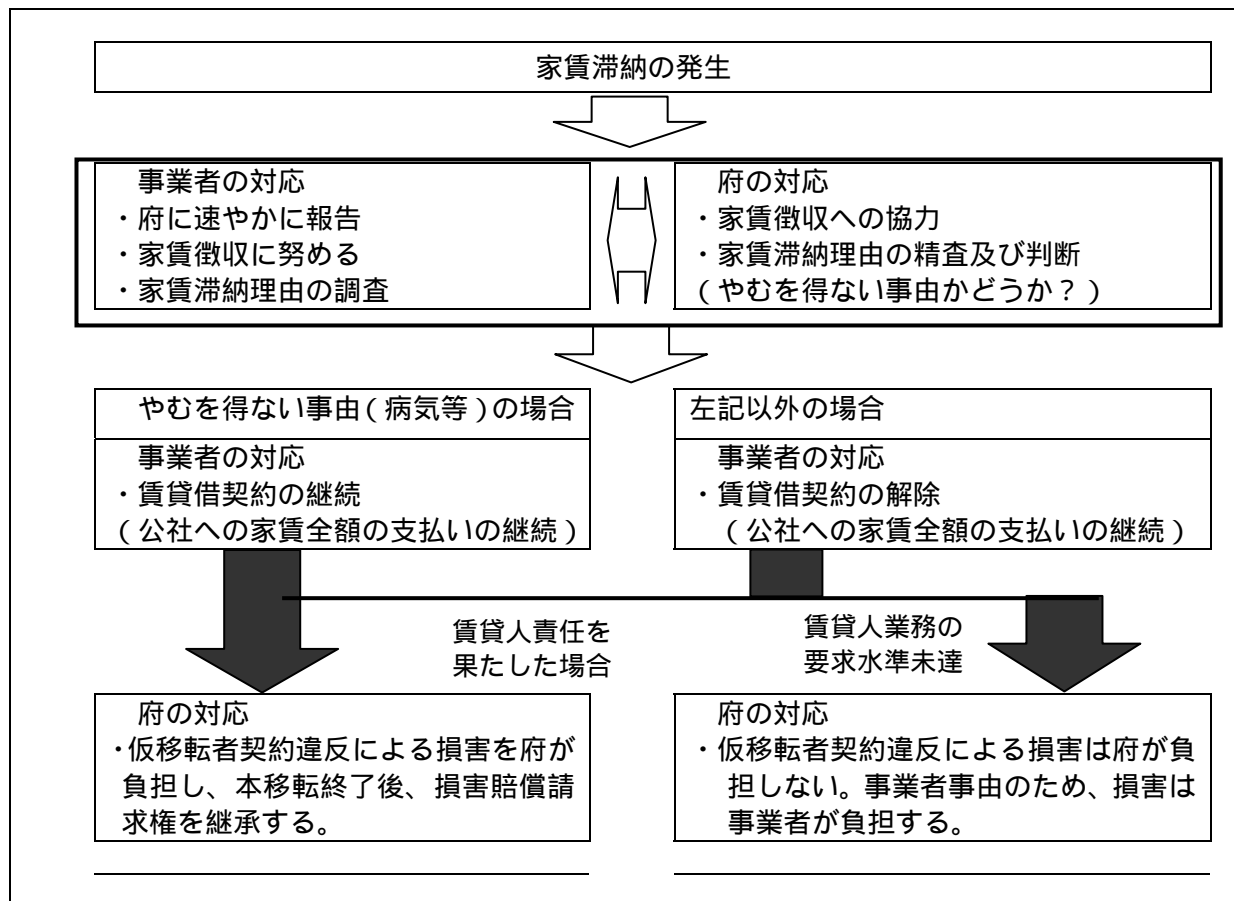 家賃滞納の発生
事業者の対応
・府に速やかに報告
・家賃徴収に努める
・家賃滞納理由の調査
府の対応
・家賃徴収への協力
・家賃滞納理由の精査及び判断
（やむを得ない事由かどうか？）
やむを得ない事由（病気等）の場合
事業者の対応
・賃貸借契約の継続
（公社への家賃全額の支払いの継続）
左記以外の場合
事業者の対応
・賃貸借契約の解除
（公社への家賃全額の支払いの継続）
賃貸人責任を
果たした場合
賃貸人業務の
要求水準未達
府の対応
・仮移転者契約違反による損害を府が
負担し、本移転終了後、損害賠償請
求権を継承する。
府の対応
・仮移転者契約違反による損害は府が負
担しない。事業者事由のため、損害は
事業者が負担する。